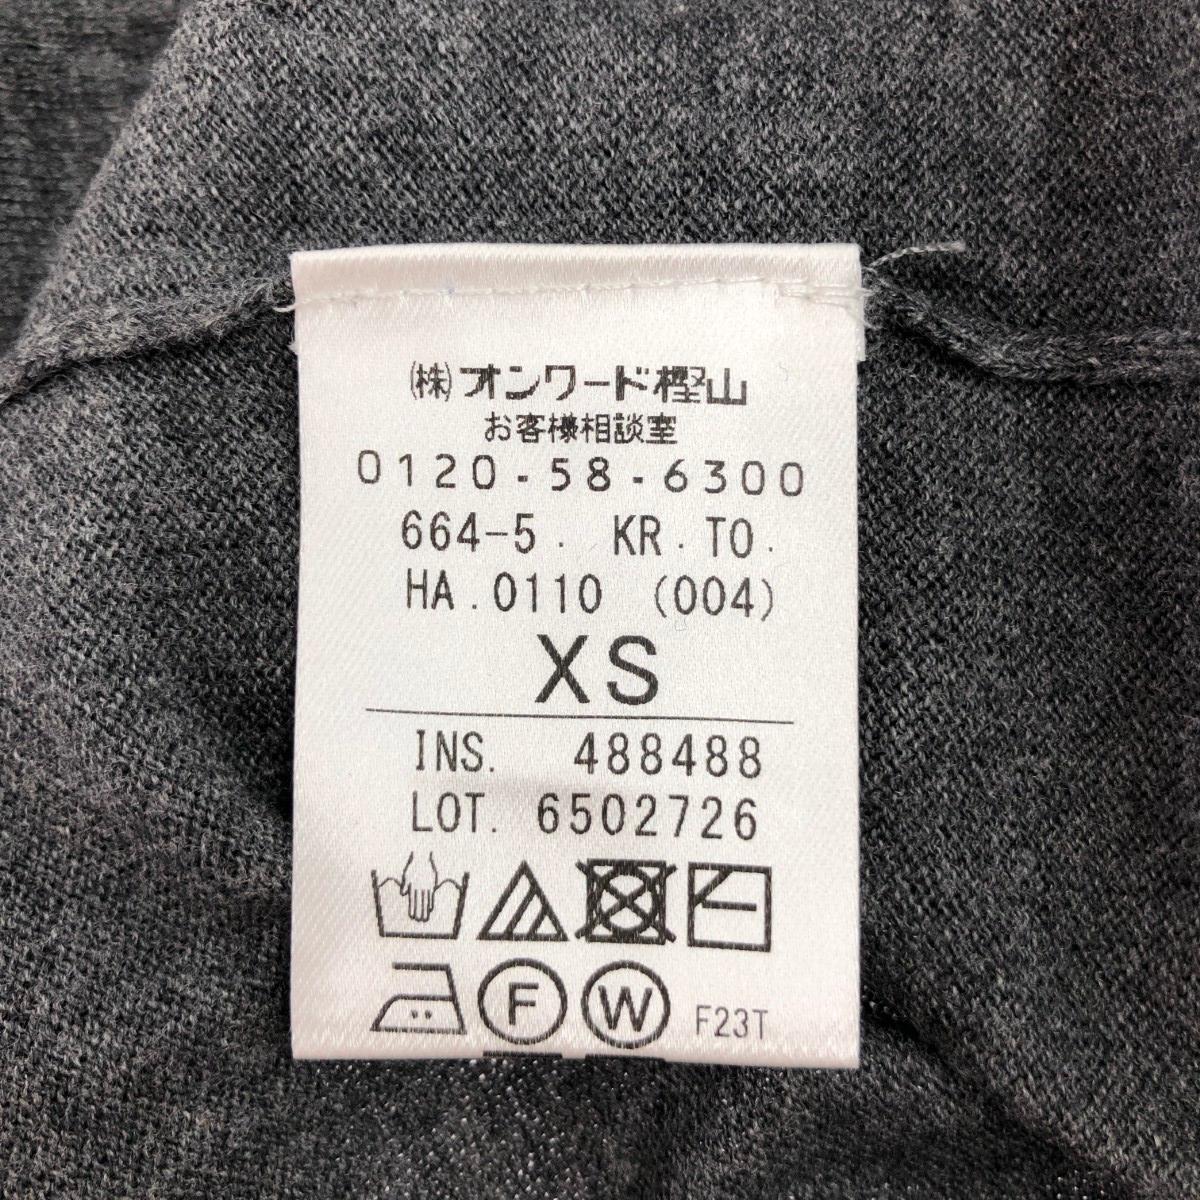 (株)オンワード樫山
お客様相談室
0120-58-6300
664-5. KR.TO.
HA.0110 (004)
XS
INS. 488488
LOT. 6502726
F W F23T